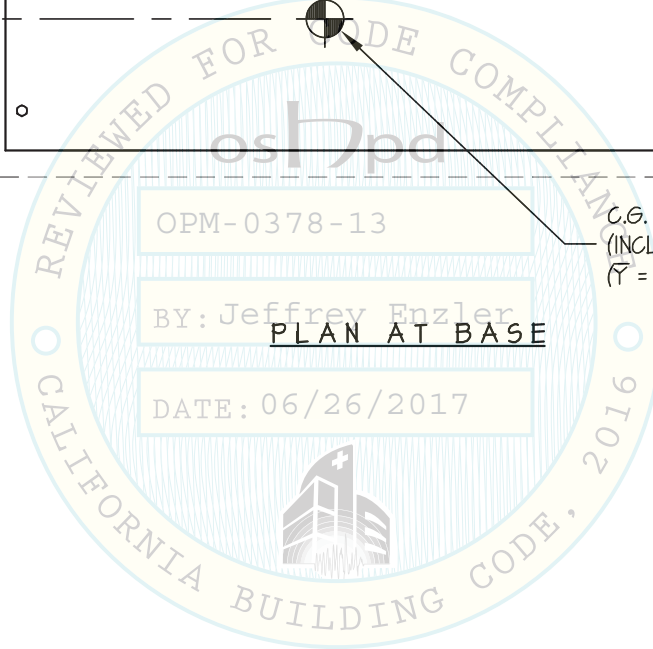 REVIEWED FOR CODE COMPLIANCE
oshpd
OPM-0378-13
C.G.
(Y̅ =
BY: Jeffrey Enzler
PLAN AT BASE
DATE: 06/26/2017
CALIFORNIA BUILDING CODE, 2016